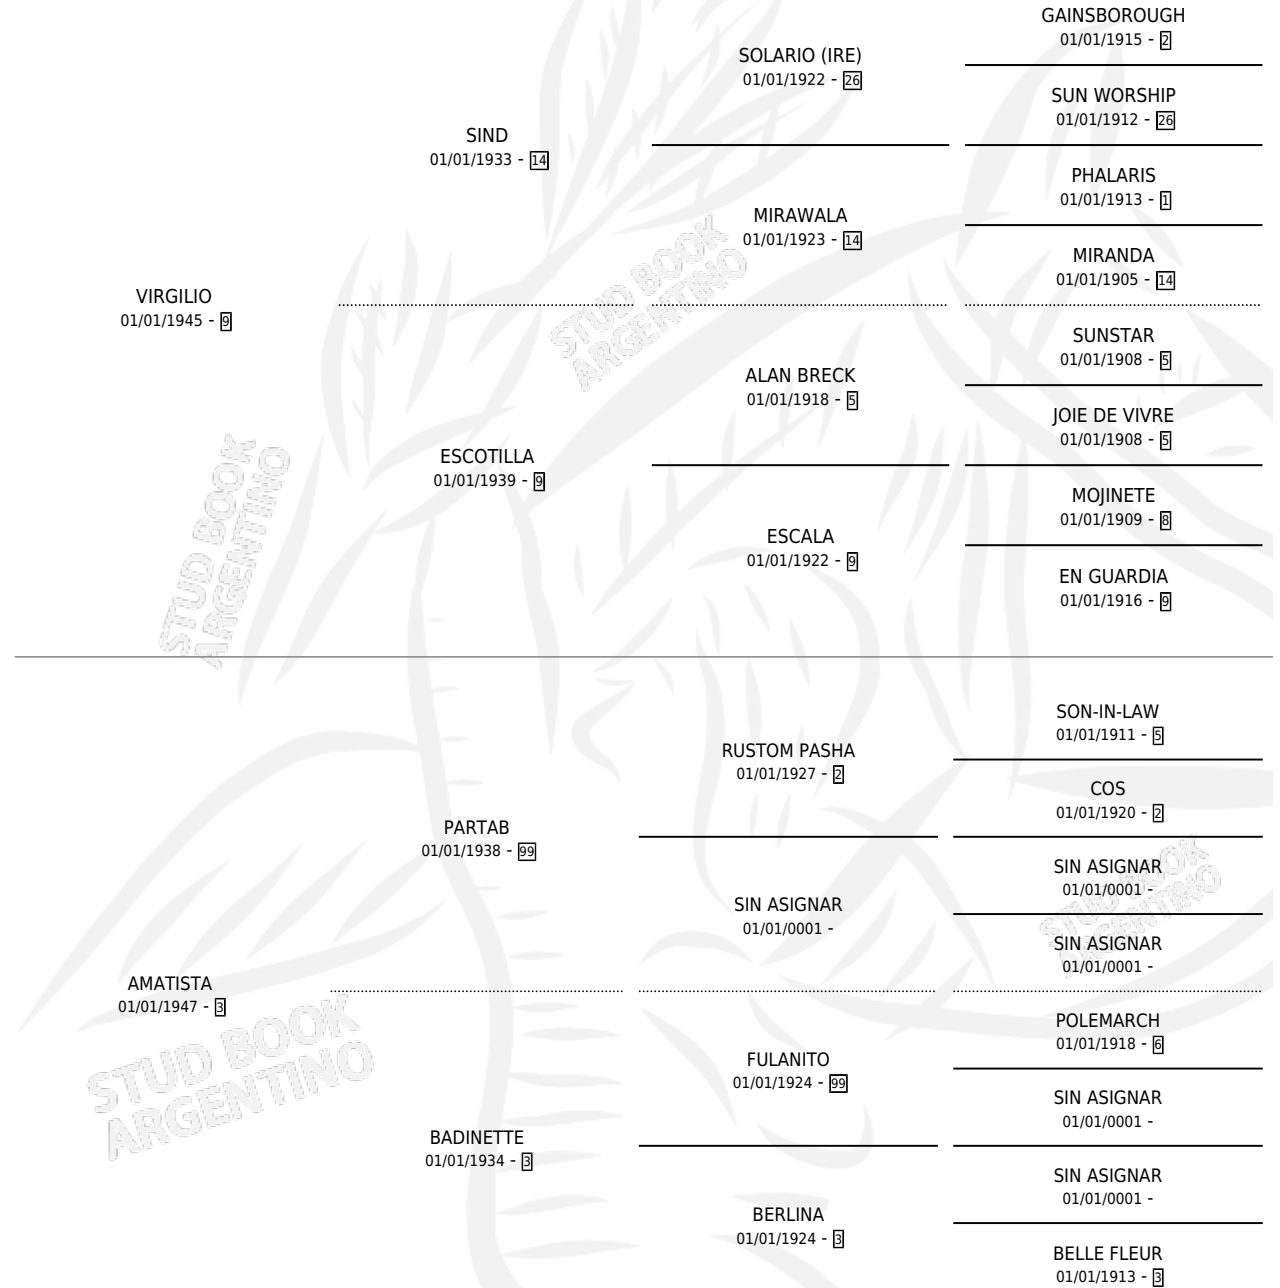 GAINSBOROUGH
01/01/1915 - 2
SOLARIO (IRE)
01/01/1922 - 26
SUN WORSHIP
01/01/1912 - 26
SIND
01/01/1933 - 14
PHALARIS
01/01/1913 - 1
MIRAWALA
01/01/1923 - 14
MIRANDA
01/01/1905 - 14
VIRGILIO
01/01/1945 - 9
SUNSTAR
01/01/1908 - 5
ALAN BRECK
01/01/1918 - 5
JOIE DE VIVRE
01/01/1908 - 5
ESCOTILLA
01/01/1939 - 9
MOJINETE
01/01/1909 - 8
ESCALA
01/01/1922 - 9
EN GUARDIA
01/01/1916 - 9
SON-IN-LAW
01/01/1911 - 5
RUSTOM PASHA
01/01/1927 - 2
COS
01/01/1920 - 2
PARTAB
01/01/1938 - 99
SIN ASIGNAR
01/01/0001 -
SIN ASIGNAR
01/01/0001 -
SIN ASIGNAR
01/01/0001 -
AMATISTA
01/01/1947 - 3
POLEMARCH
01/01/1918 - 6
FULANITO
01/01/1924 - 99
SIN ASIGNAR
01/01/0001 -
BADINETTE
01/01/1934 - 3
SIN ASIGNAR
01/01/0001 -
BERLINA
01/01/1924 - 3
BELLE FLEUR
01/01/1913 - 3
STUD BOOK
ARGENTINO
STUD BOOK
ARGENTINO
STUD BOOK
ARGENTINO
STUD BOOK
ARGENTINO